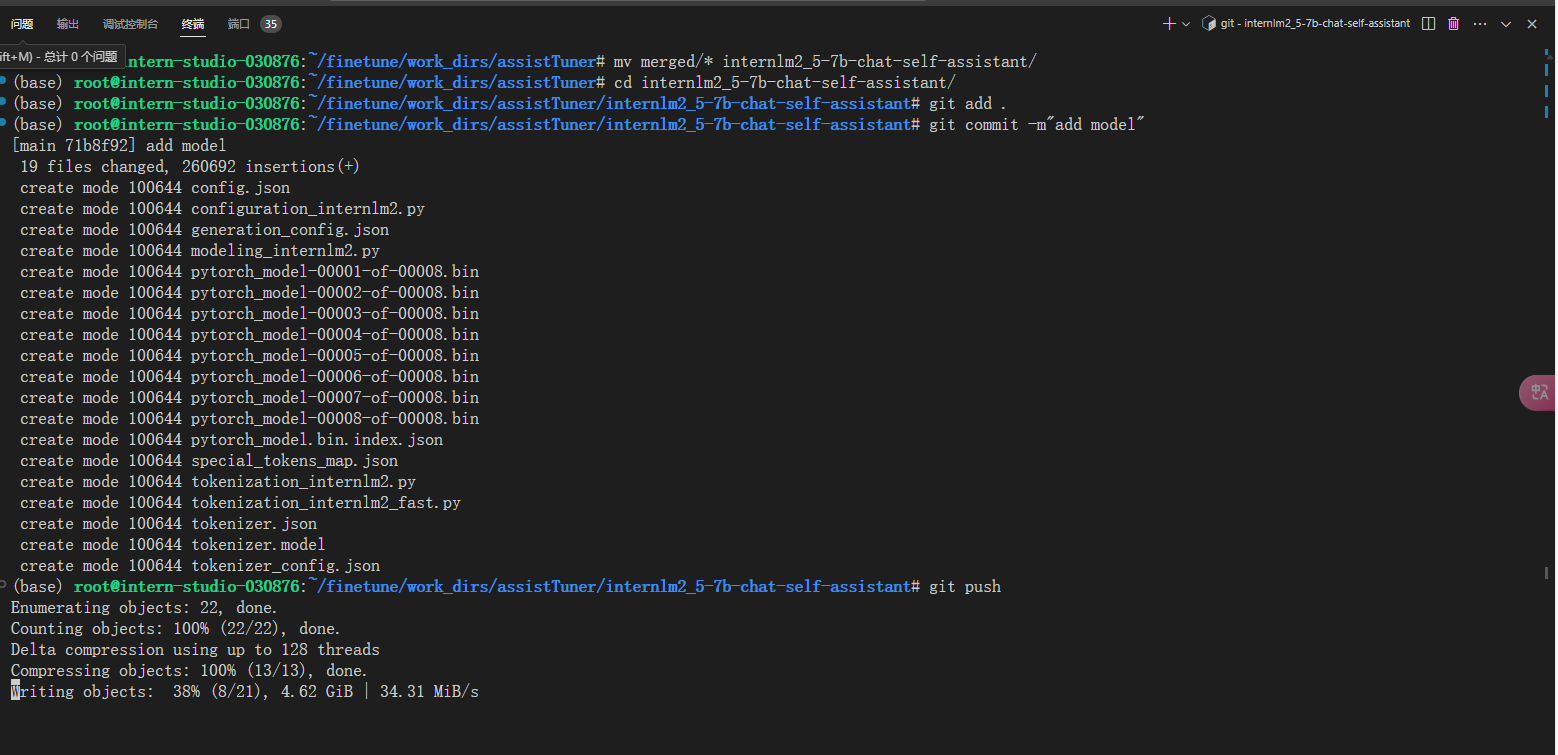 问题 输出 调试控制台 终端 端口 35 git - internlm2_5-7b-chat-self-assistant
ift+M) - 总计 0 个问题 intern-studio-030876:~/finetune/work_dirs/assistTuner# mv merged/* internlm2_5-7b-chat-self-assistant/
(base) root@intern-studio-030876:~/finetune/work_dirs/assistTuner# cd internlm2_5-7b-chat-self-assistant/
(base) root@intern-studio-030876:~/finetune/work_dirs/assistTuner/internlm2_5-7b-chat-self-assistant# git add .
(base) root@intern-studio-030876:~/finetune/work_dirs/assistTuner/internlm2_5-7b-chat-self-assistant# git commit -m"add model"
[main 71b8f92] add model
19 files changed, 260692 insertions(+)
create mode 100644 config.json
create mode 100644 configuration_internlm2.py
create mode 100644 generation_config.json
create mode 100644 modeling_internlm2.py
create mode 100644 pytorch_model-00001-of-00008.bin
create mode 100644 pytorch_model-00002-of-00008.bin
create mode 100644 pytorch_model-00003-of-00008.bin
create mode 100644 pytorch_model-00004-of-00008.bin
create mode 100644 pytorch_model-00005-of-00008.bin
create mode 100644 pytorch_model-00006-of-00008.bin
create mode 100644 pytorch_model-00007-of-00008.bin
create mode 100644 pytorch_model-00008-of-00008.bin
create mode 100644 pytorch_model.bin.index.json
create mode 100644 special_tokens_map.json
create mode 100644 tokenization_internlm2.py
create mode 100644 tokenization_internlm2_fast.py
create mode 100644 tokenizer.json
create mode 100644 tokenizer.model
create mode 100644 tokenizer_config.json
(base) root@intern-studio-030876:~/finetune/work_dirs/assistTuner/internlm2_5-7b-chat-self-assistant# git push
Enumerating objects: 22, done.
Counting objects: 100% (22/22), done.
Delta compression using up to 128 threads
Compressing objects: 100% (13/13), done.
Writing objects:  38% (8/21), 4.62 GiB | 34.31 MiB/s